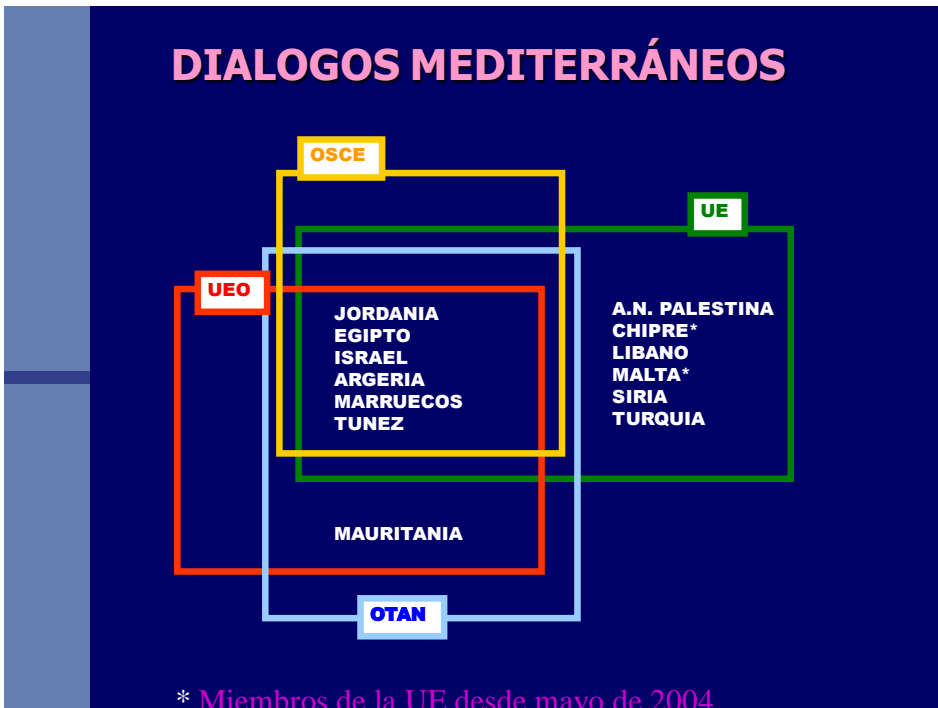 DIALOGOS MEDITERRÁNEOS
OSCE
UE
UEO
JORDANIA
EGIPTO
ISRAEL
ARGERIA
MARRUECOS
TUNEZ
A.N. PALESTINA
CHIPRE*
LIBANO
MALTA*
SIRIA
TURQUIA
MAURITANIA
OTAN
* Miembros de la UE desde mayo de 2004